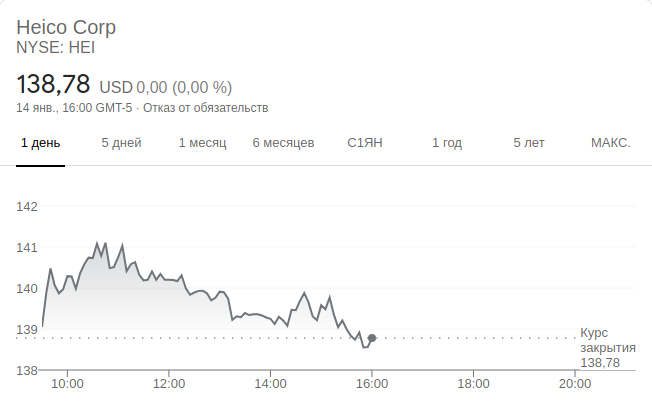 Heico Corp
NYSE: HEI
138,78 USD 0,00 (0,00 %)
14 янв., 16:00 GMT-5 · Отказ от обязательств
1 день 5 дней 1 месяц 6 месяцев С1ЯН 1 год 5 лет МАКС.
142
141
140
139
138
Курс
закрытия
138,78
10:00 12:00 14:00 16:00 18:00 20:00